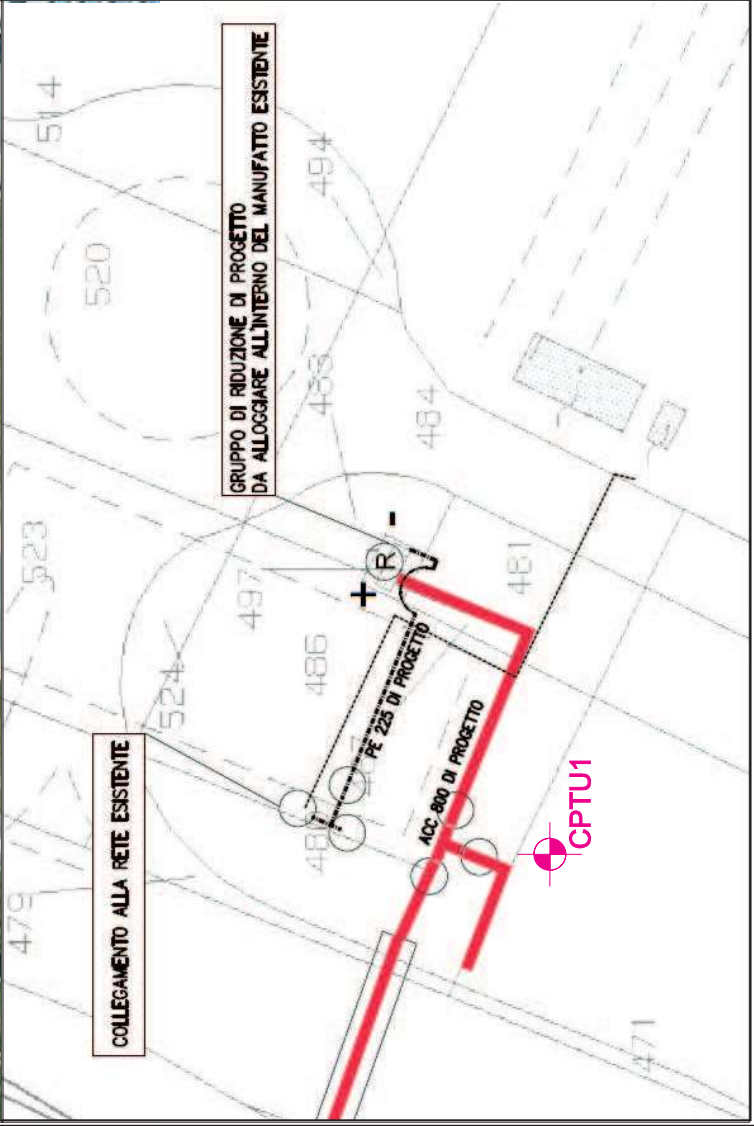 COLLEGAMENTO ALLA RETE ESISTENTE
GRUPPO DI RIDUZIONE DI PROGETTO
DA ALLOGGIARE ALL'INTERNO DEL MANUFATTO ESISTENTE
479
524
523
520
514
497
486
483
494
484
481
471
R
+
-
PE 225 DI PROGETTO
ACC 800 DI PROGETTO
CPTU1